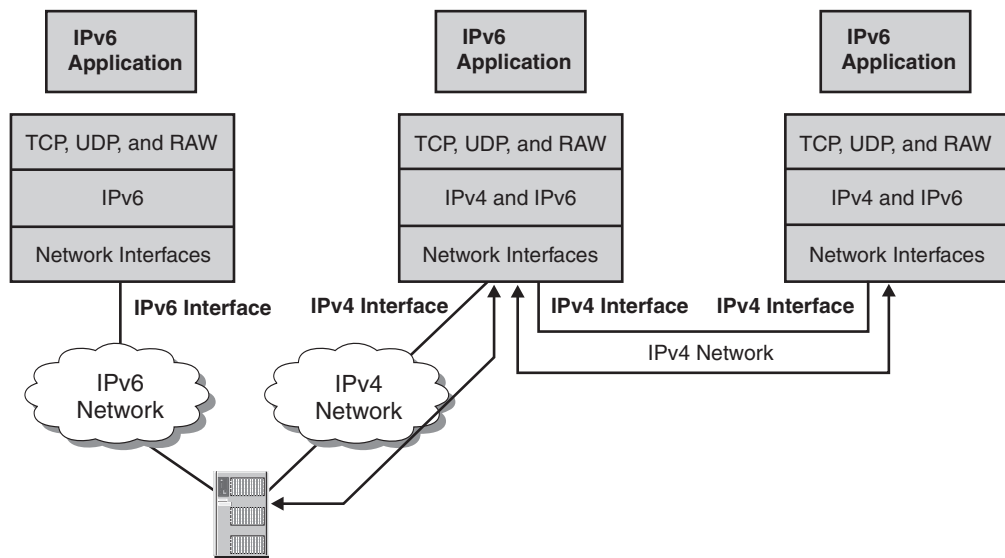 IPv6
Application
IPv6
Application
IPv6
Application
TCP, UDP, and RAW
IPv6
Network Interfaces
TCP, UDP, and RAW
IPv4 and IPv6
Network Interfaces
TCP, UDP, and RAW
IPv4 and IPv6
Network Interfaces
IPv6 Interface
IPv4 Interface
IPv4 Interface
IPv4 Interface
IPv4 Network
IPv6
Network
IPv4
Network